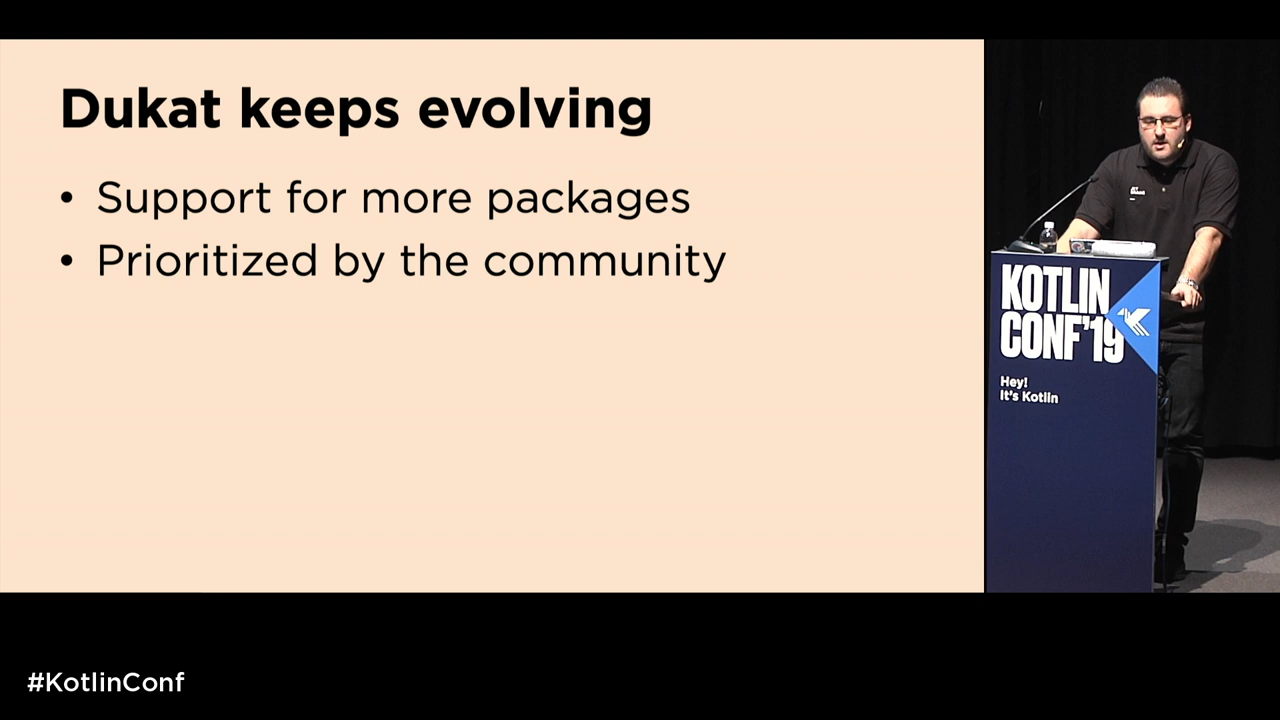 Dukat keeps evolving
• Support for more packages
• Prioritized by the community
KOTLIN
CONF'19
Hey!
It's Kotlin
#KotlinConf